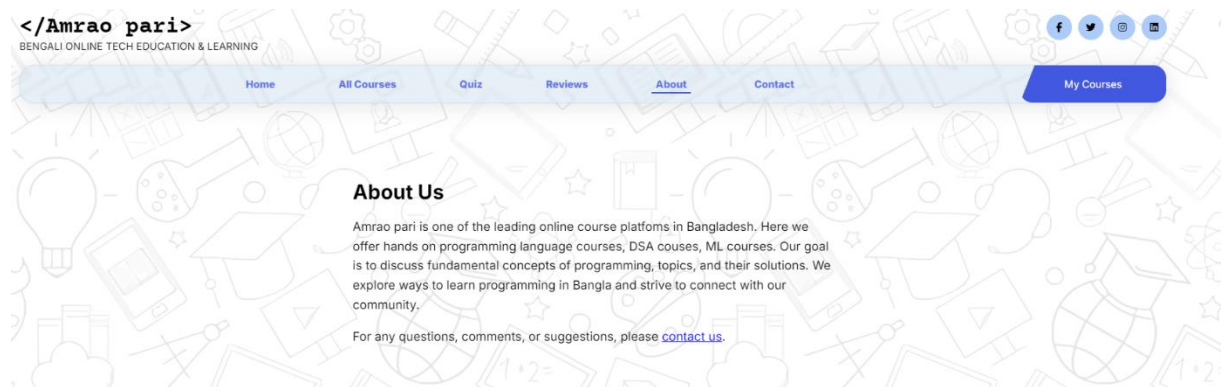 </Amrao pari>
BENGALI ONLINE TECH EDUCATION & LEARNING
Home All Courses Quiz Reviews About Contact My Courses
About Us
Amrao pari is one of the leading online course platfoms in Bangladesh. Here we
offer hands on programming language courses, DSA couses, ML courses. Our goal
is to discuss fundamental concepts of programming, topics, and their solutions. We
explore ways to learn programming in Bangla and strive to connect with our
community.
For any questions, comments, or suggestions, please contact us.
1+2=
1+2